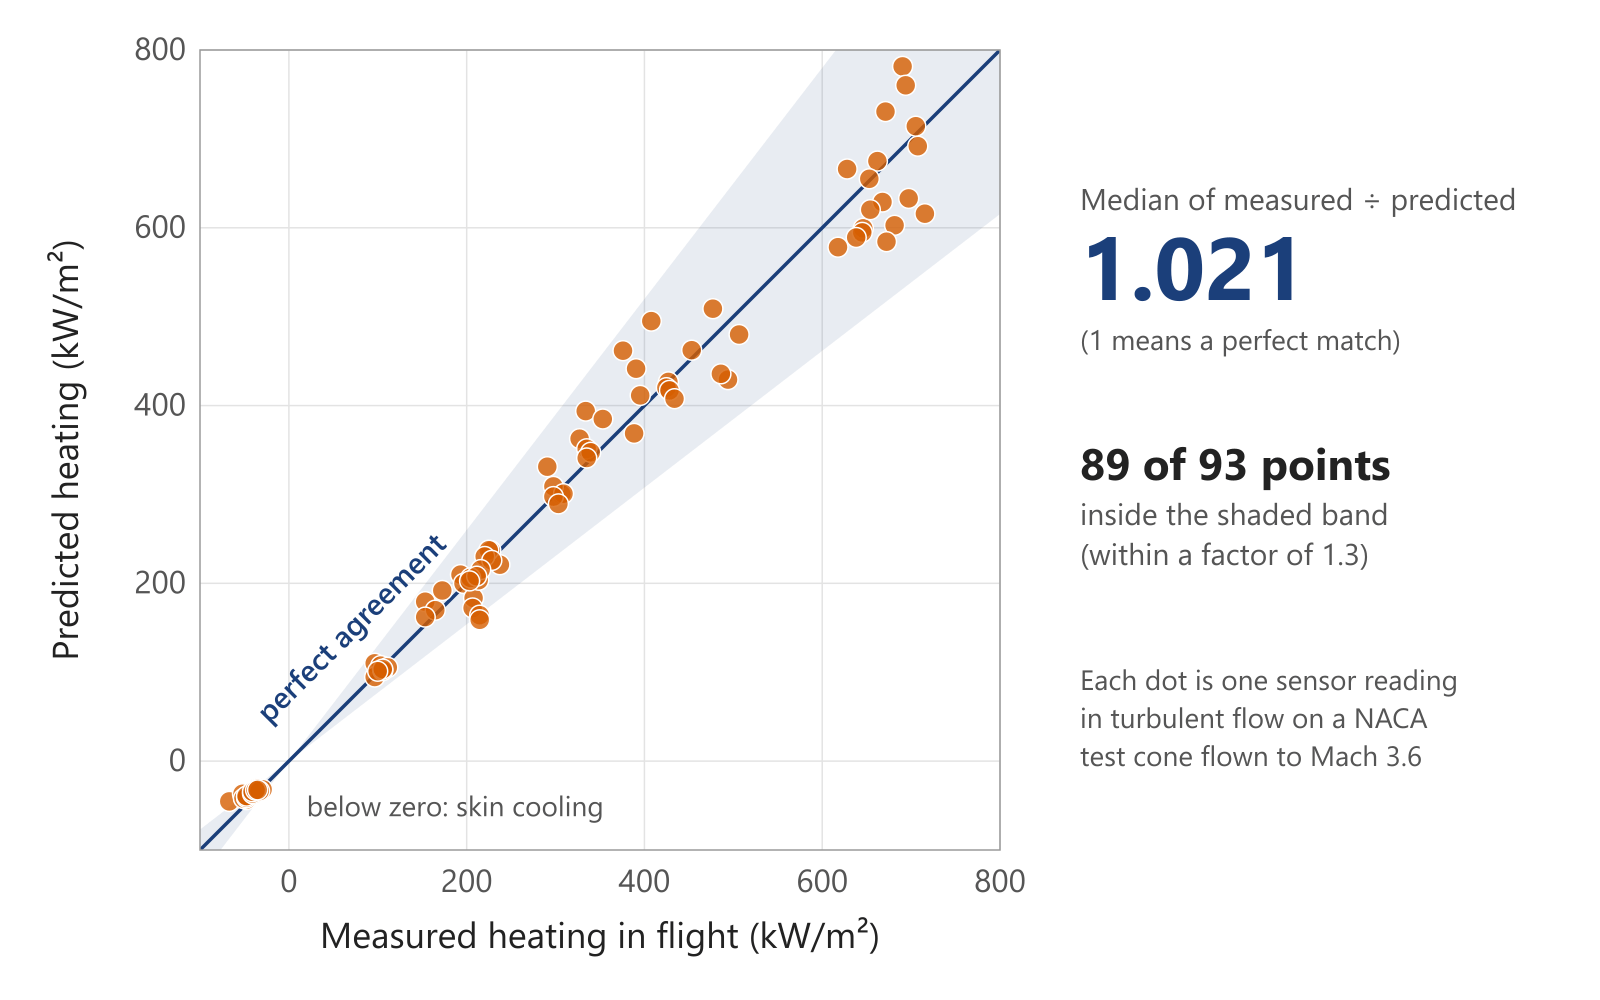 800
600
400
200
0
0
200
400
600
800
Predicted heating (kW/m²)
Measured heating in flight (kW/m²)
perfect agreement
below zero: skin cooling
Median of measured ÷ predicted
1.021
(1 means a perfect match)
89 of 93 points
inside the shaded band
(within a factor of 1.3)
Each dot is one sensor reading
in turbulent flow on a NACA
test cone flown to Mach 3.6